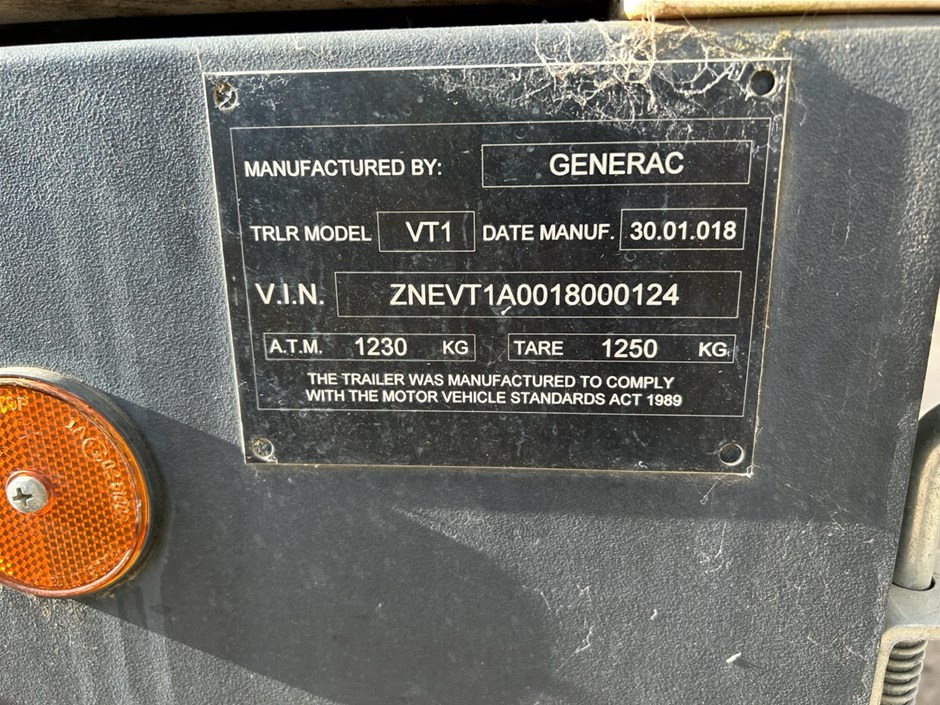 MANUFACTURED BY: GENERAC
TRLR MODEL VT1 DATE MANUF. 30.01.018
V.I.N. ZNEVT1A0018000124
A.T.M. 1230 KG TARE 1250 KG
THE TRAILER WAS MANUFACTURED TO COMPLY
WITH THE MOTOR VEHICLE STANDARDS ACT 1989